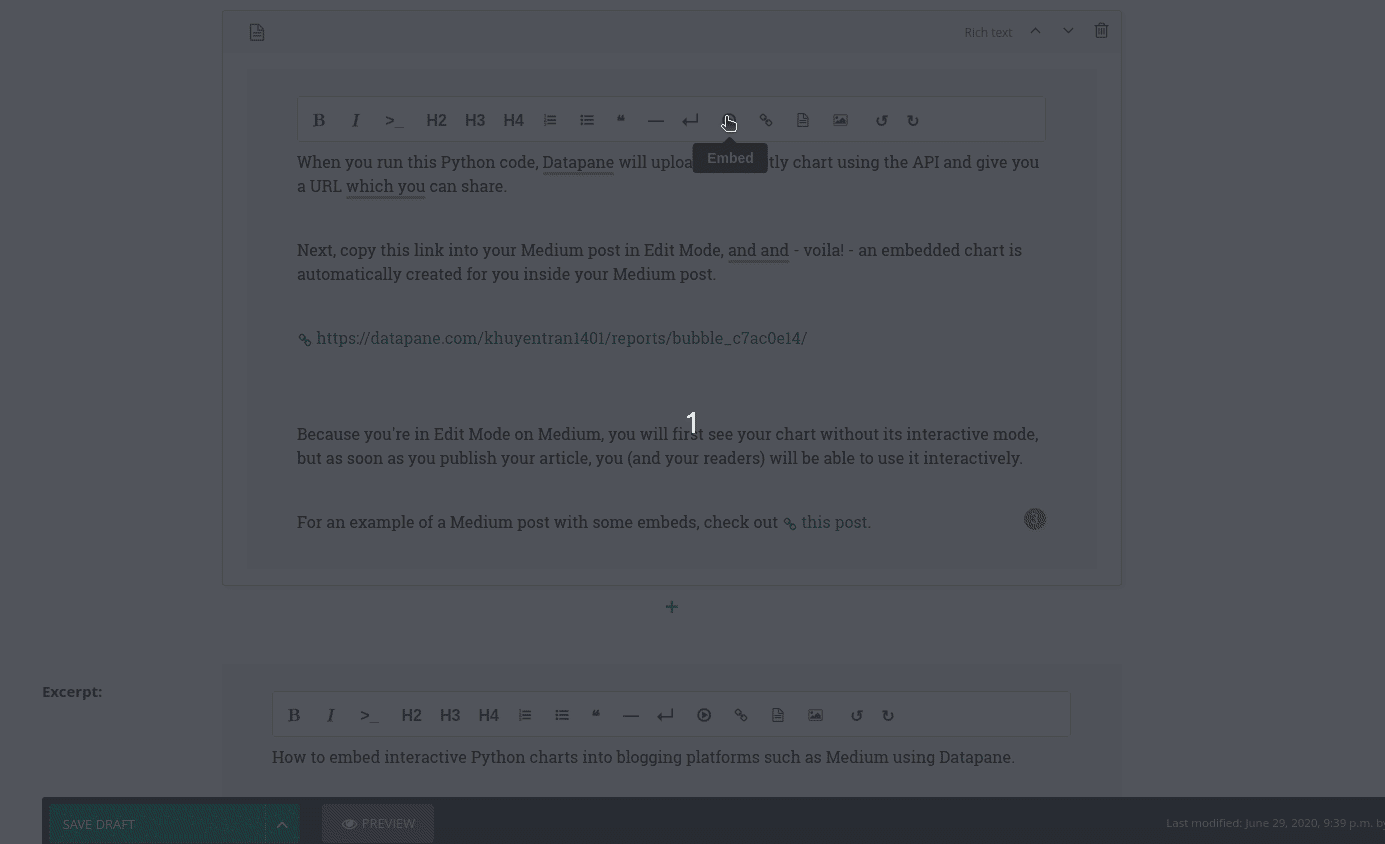 Rich text
B I >_ H2 H3 H4
Embed
When you run this Python code, Datapane will uploa tly chart using the API and give you
a URL which you can share.
Next, copy this link into your Medium post in Edit Mode, and and - voila! - an embedded chart is
automatically created for you inside your Medium post.
https://datapane.com/khuyentran1401/reports/bubble_c7ac0e14/
1
Because you're in Edit Mode on Medium, you will first see your chart without its interactive mode,
but as soon as you publish your article, you (and your readers) will be able to use it interactively.
For an example of a Medium post with some embeds, check out this post.
Excerpt:
B I >_ H2 H3 H4
How to embed interactive Python charts into blogging platforms such as Medium using Datapane.
SAVE DRAFT
PREVIEW
Last modified: June 29, 2020, 9:39 p.m. by